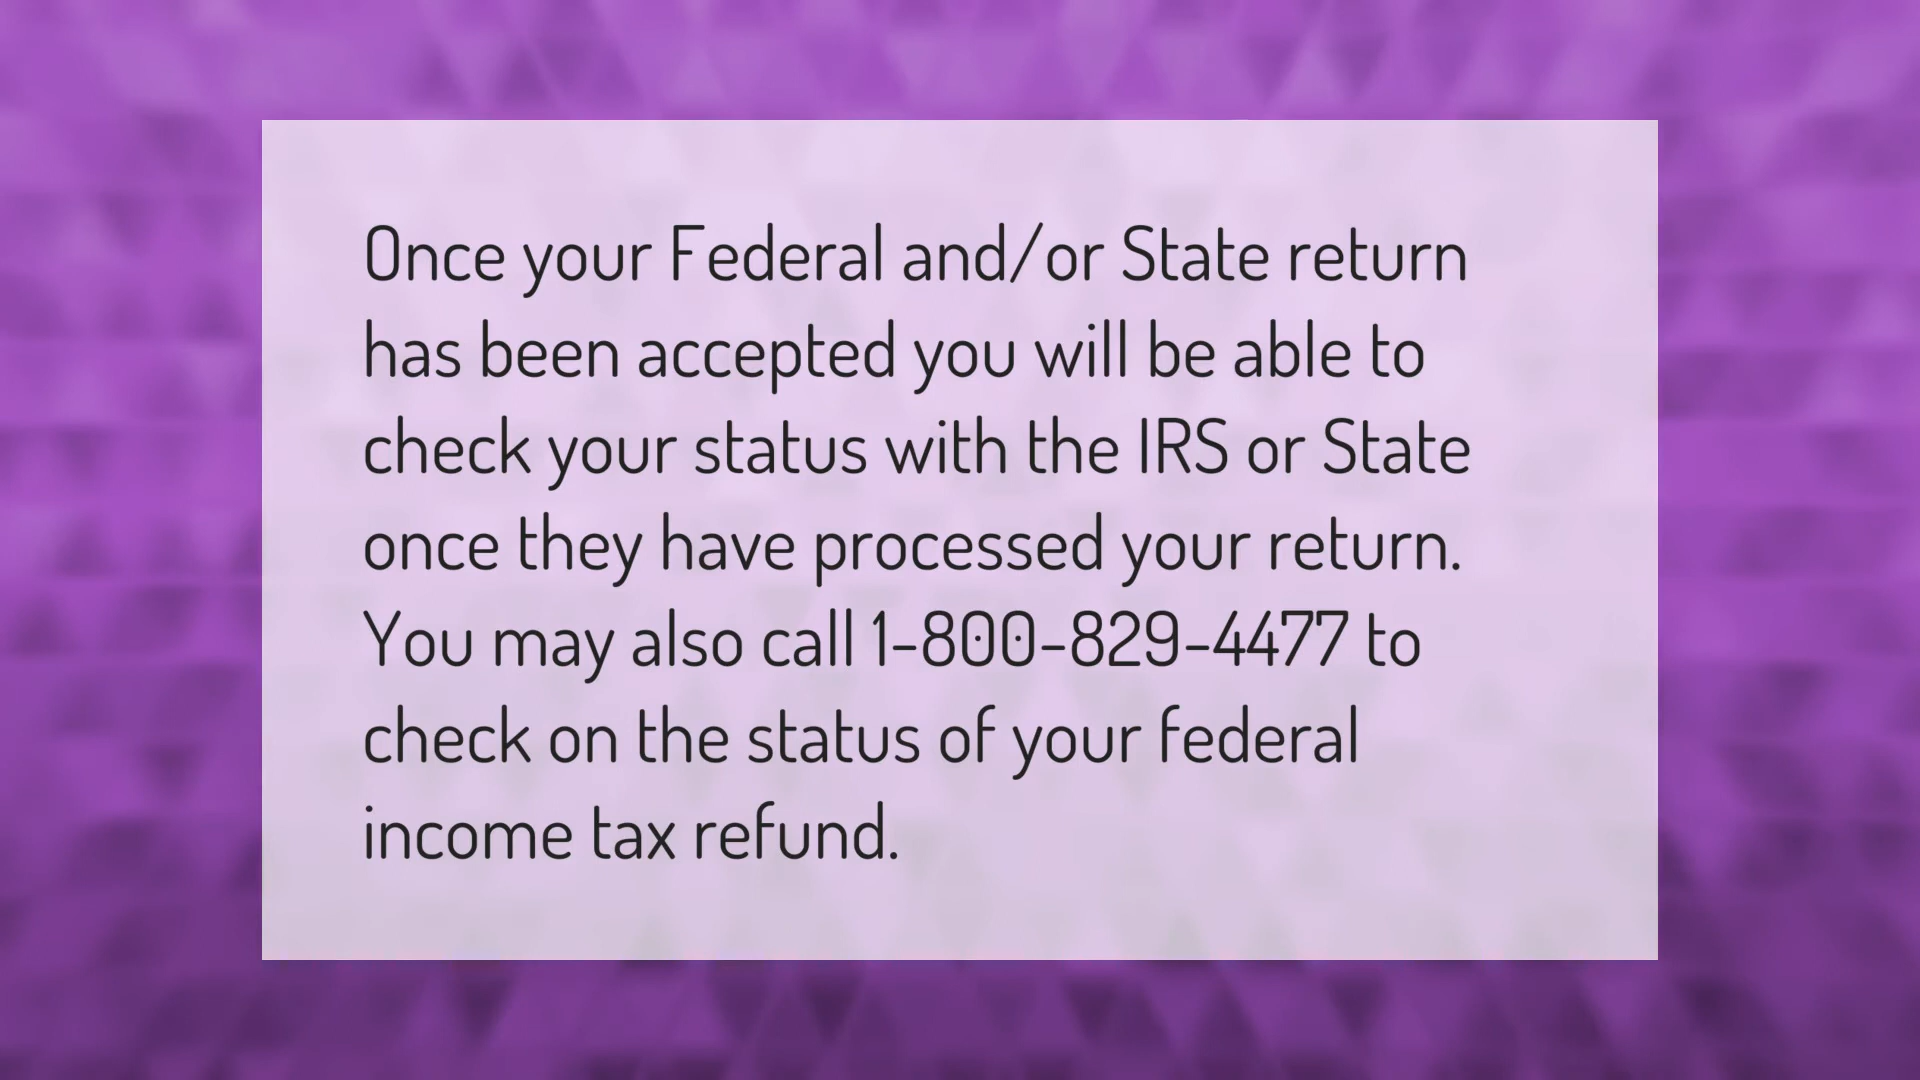 Once your Federal and/or State return
has been accepted you will be able to
check your status with the IRS or State
once they have processed your return.
You may also call 1-800-829-4477 to
check on the status of your federal
income tax refund.